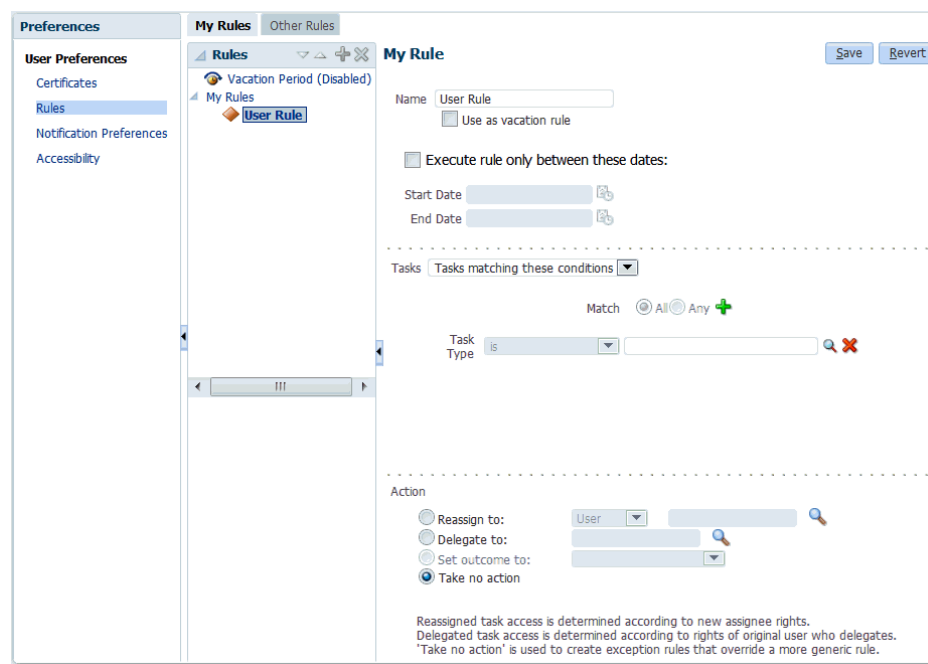 Preferences
User Preferences
Certificates
Rules
Notification Preferences
Accessibility
My Rules Other Rules
Rules
Vacation Period (Disabled)
My Rules
User Rule
My Rule
Save Revert
Name User Rule
Use as vacation rule
Execute rule only between these dates:
Start Date
End Date
Tasks Tasks matching these conditions
Match All Any
Task Type is
Action
Reassign to: User
Delegate to:
Set outcome to:
Take no action
Reassigned task access is determined according to new assignee rights.
Delegated task access is determined according to rights of original user who delegates.
'Take no action' is used to create exception rules that override a more generic rule.